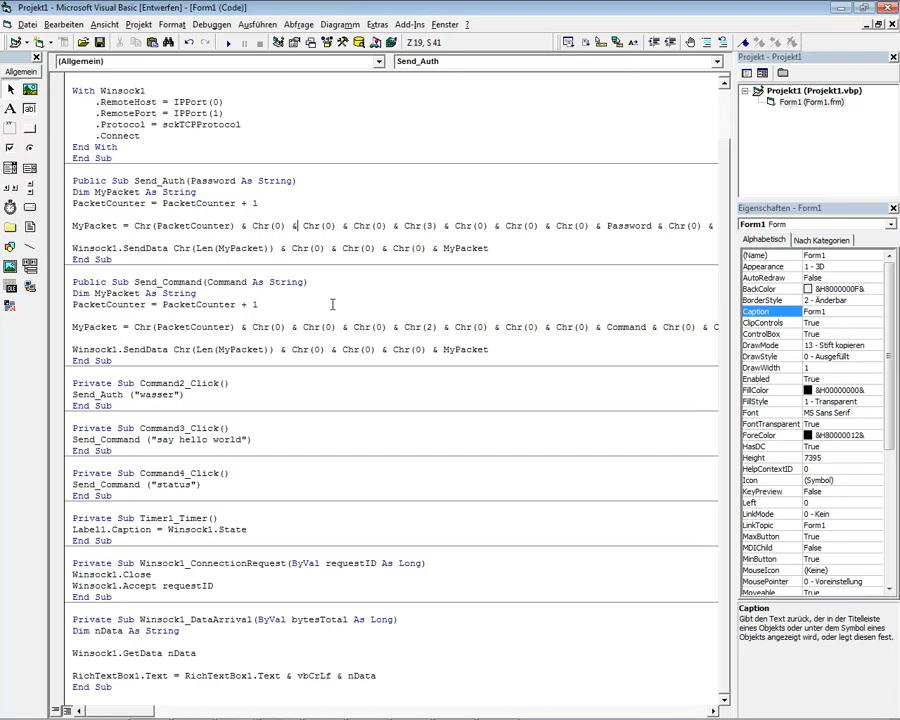 Projekt1 - Microsoft Visual Basic [Entwerfen] - [Form1 (Code)]
Datei Bearbeiten Ansicht Projekt Format Debuggen Ausführen Abfrage Diagramm Extras Add-Ins Fenster ?
Z 19, S 41
Allgemein
(Allgemein)
Send_Auth
With Winsock1
.RemoteHost = IPPort(0)
.RemotePort = IPPort(1)
.Protocol = sckTCPProtocol
.Connect
End With
End Sub
Public Sub Send_Auth(Password As String)
Dim MyPacket As String
PacketCounter = PacketCounter + 1
MyPacket = Chr(PacketCounter) & Chr(0) & Chr(0) & Chr(0) & Chr(3) & Chr(0) & Chr(0) & Chr(0) & Password & Chr(0) &
Winsock1.SendData Chr(Len(MyPacket)) & Chr(0) & Chr(0) & Chr(0) & MyPacket
End Sub
Public Sub Send_Command(Command As String)
Dim MyPacket As String
PacketCounter = PacketCounter + 1
MyPacket = Chr(PacketCounter) & Chr(0) & Chr(0) & Chr(0) & Chr(2) & Chr(0) & Chr(0) & Chr(0) & Command & Chr(0) & C
Winsock1.SendData Chr(Len(MyPacket)) & Chr(0) & Chr(0) & Chr(0) & MyPacket
End Sub
Private Sub Command2_Click()
Send_Auth ("wasser")
End Sub
Private Sub Command3_Click()
Send_Command ("say hello world")
End Sub
Private Sub Command4_Click()
Send_Command ("status")
End Sub
Private Sub Timer1_Timer()
Label1.Caption = Winsock1.State
End Sub
Private Sub Winsock1_ConnectionRequest(ByVal requestID As Long)
Winsock1.Close
Winsock1.Accept requestID
End Sub
Private Sub Winsock1_DataArrival(ByVal bytesTotal As Long)
Dim nData As String
Winsock1.GetData nData
RichTextBox1.Text = RichTextBox1.Text & vbCrLf & nData
End Sub
Projekt - Projekt1
Projekt1 (Projekt1.vbp)
Form1 (Form1.frm)
Eigenschaften - Form1
Form1 Form
Alphabetisch Nach Kategorien
(Name) Form1
Appearance 1 - 3D
AutoRedraw False
BackColor &H8000000F&
BorderStyle 2 - Änderbar
Caption Form1
ClipControls True
ControlBox True
DrawMode 13 - Stift kopieren
DrawStyle 0 - Ausgefüllt
DrawWidth 1
Enabled True
FillColor &H00000000&
FillStyle 1 - Transparent
Font MS Sans Serif
FontTransparent True
ForeColor &H80000012&
HasDC True
Height 7395
HelpContextID 0
Icon (Symbol)
KeyPreview False
Left 0
LinkMode 0 - Kein
LinkTopic Form1
MaxButton True
MDIChild False
MinButton True
MouseIcon (Keine)
MousePointer 0 - Voreinstellung
Moveable True
Caption
Gibt den Text zurück, der in der Titelleiste
eines Objekts oder unter dem Symbol eines
Objekts angezeigt wird, oder legt diesen fest.